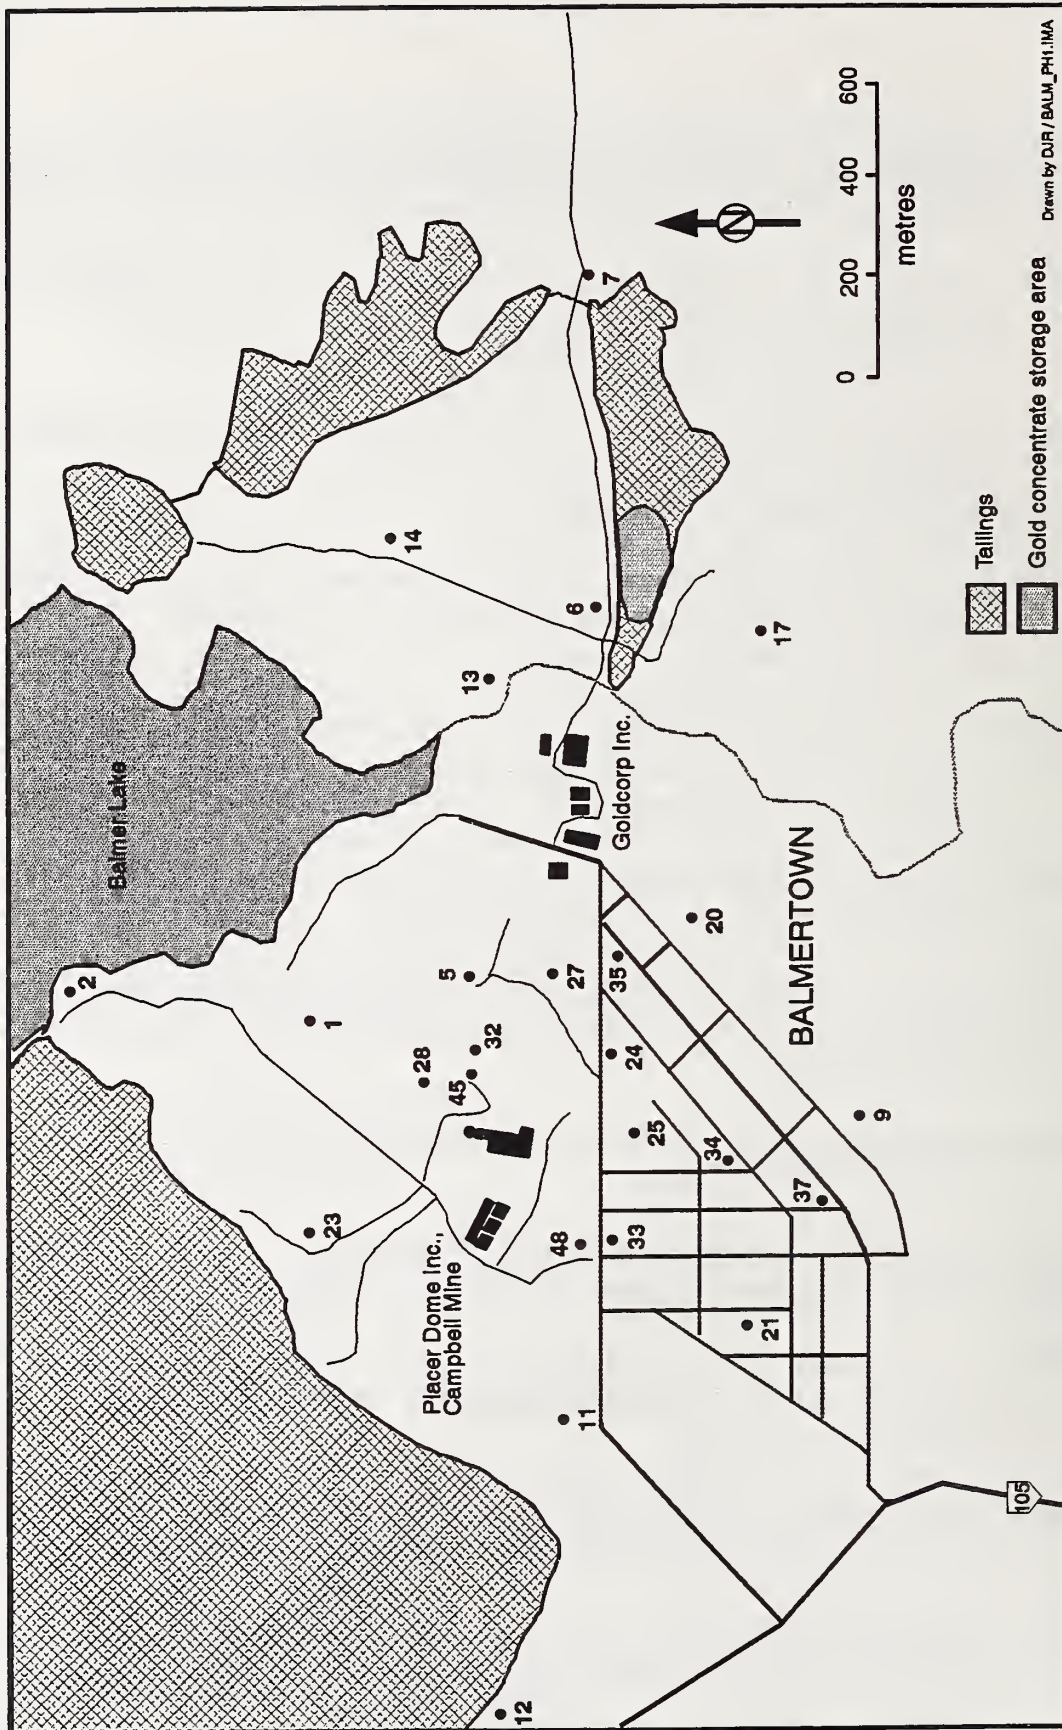 2
Balmer Lake
23
1
14
Placer Dome Inc.,
Campbell Mine
28
45
5
32
13
12
48
27
6
11
7
33
24
35
Goldcorp Inc.
25
34
20
N
21
17
37
BALMERTOWN
0 200 400 600
metres
9
Tailings
Gold concentrate storage area
105
Drawn by DJR / BALM_PH1.IMA